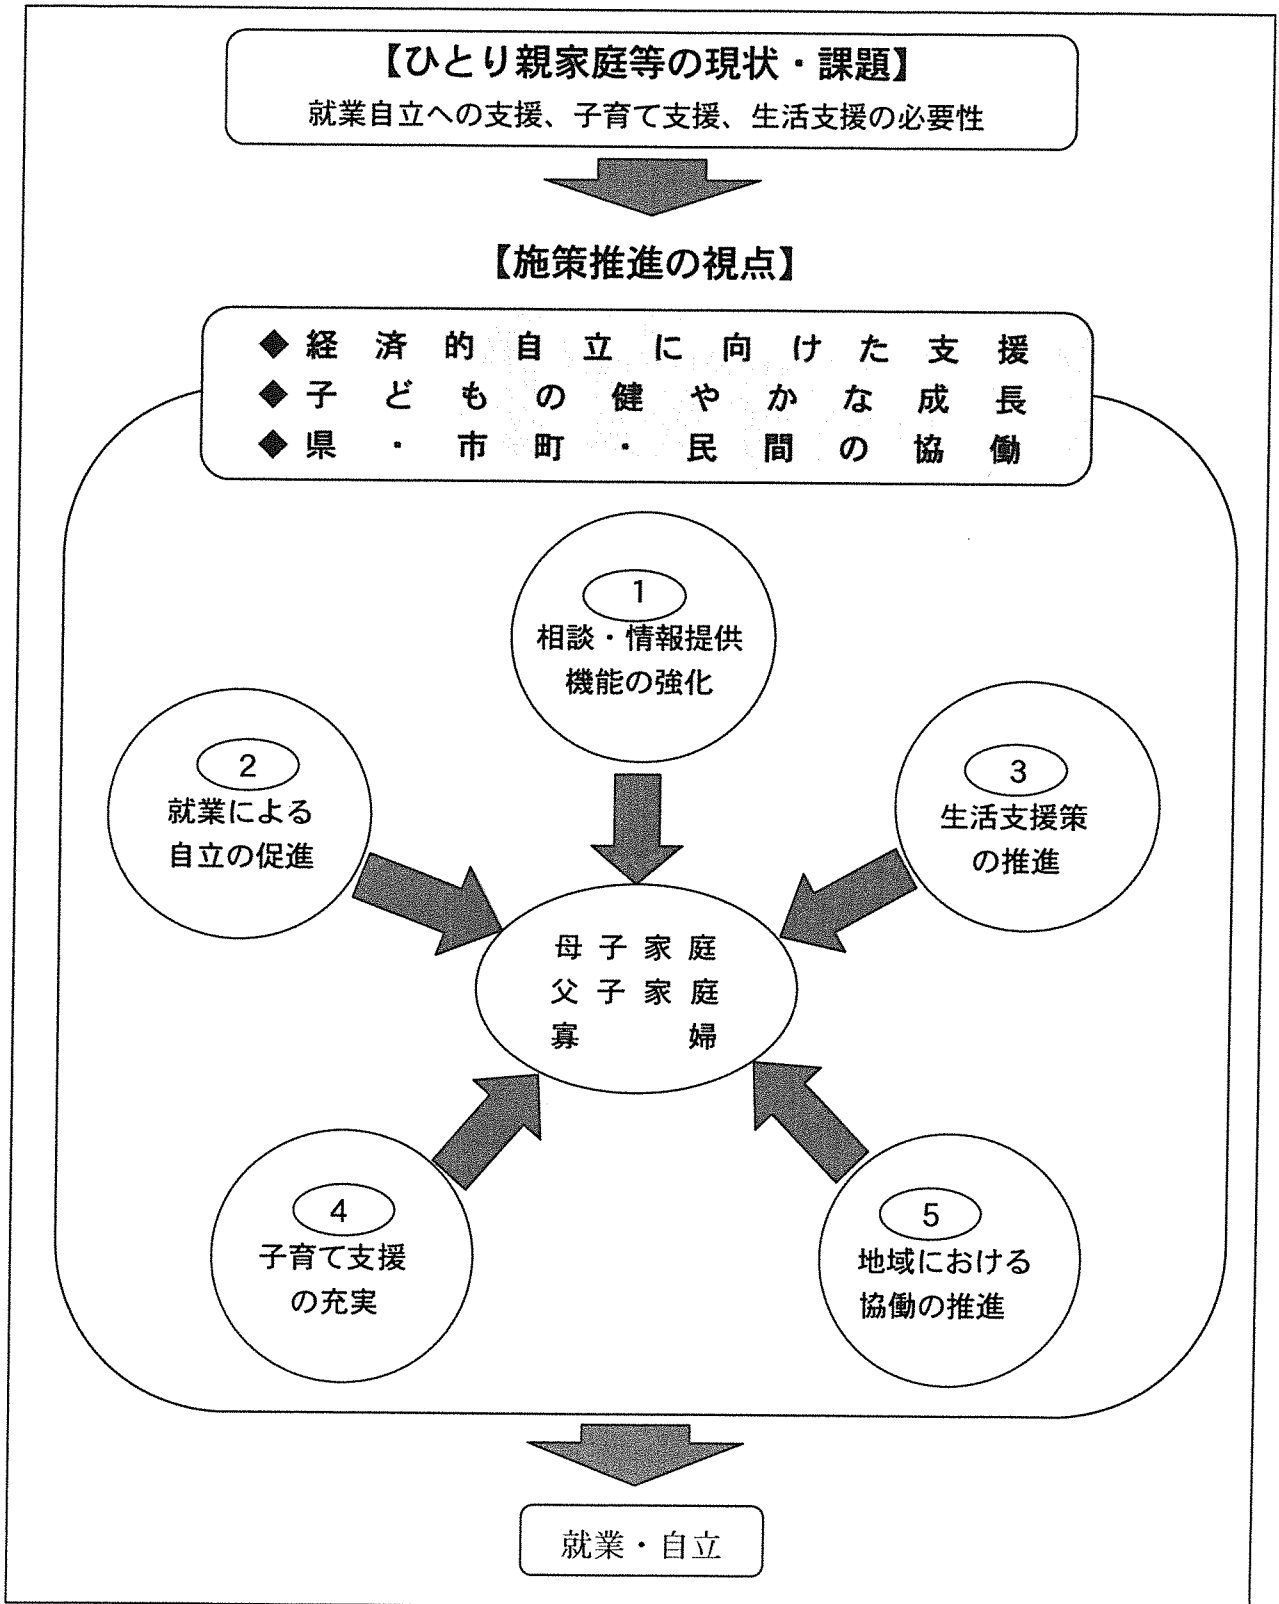 【ひとり親家庭等の現状・課題】
就業自立への支援、子育て支援、生活支援の必要性
【施策推進の視点】
◆経済的自立に向けた支援
◆子どもの健やかな成長
◆県・市町・民間の協働
1
相談・情報提供
機能の強化
2
就業による
自立の促進
3
生活支援策
の推進
母子家庭
父子家庭
寡婦
4
子育て支援
の充実
5
地域における
協働の推進
就業・自立